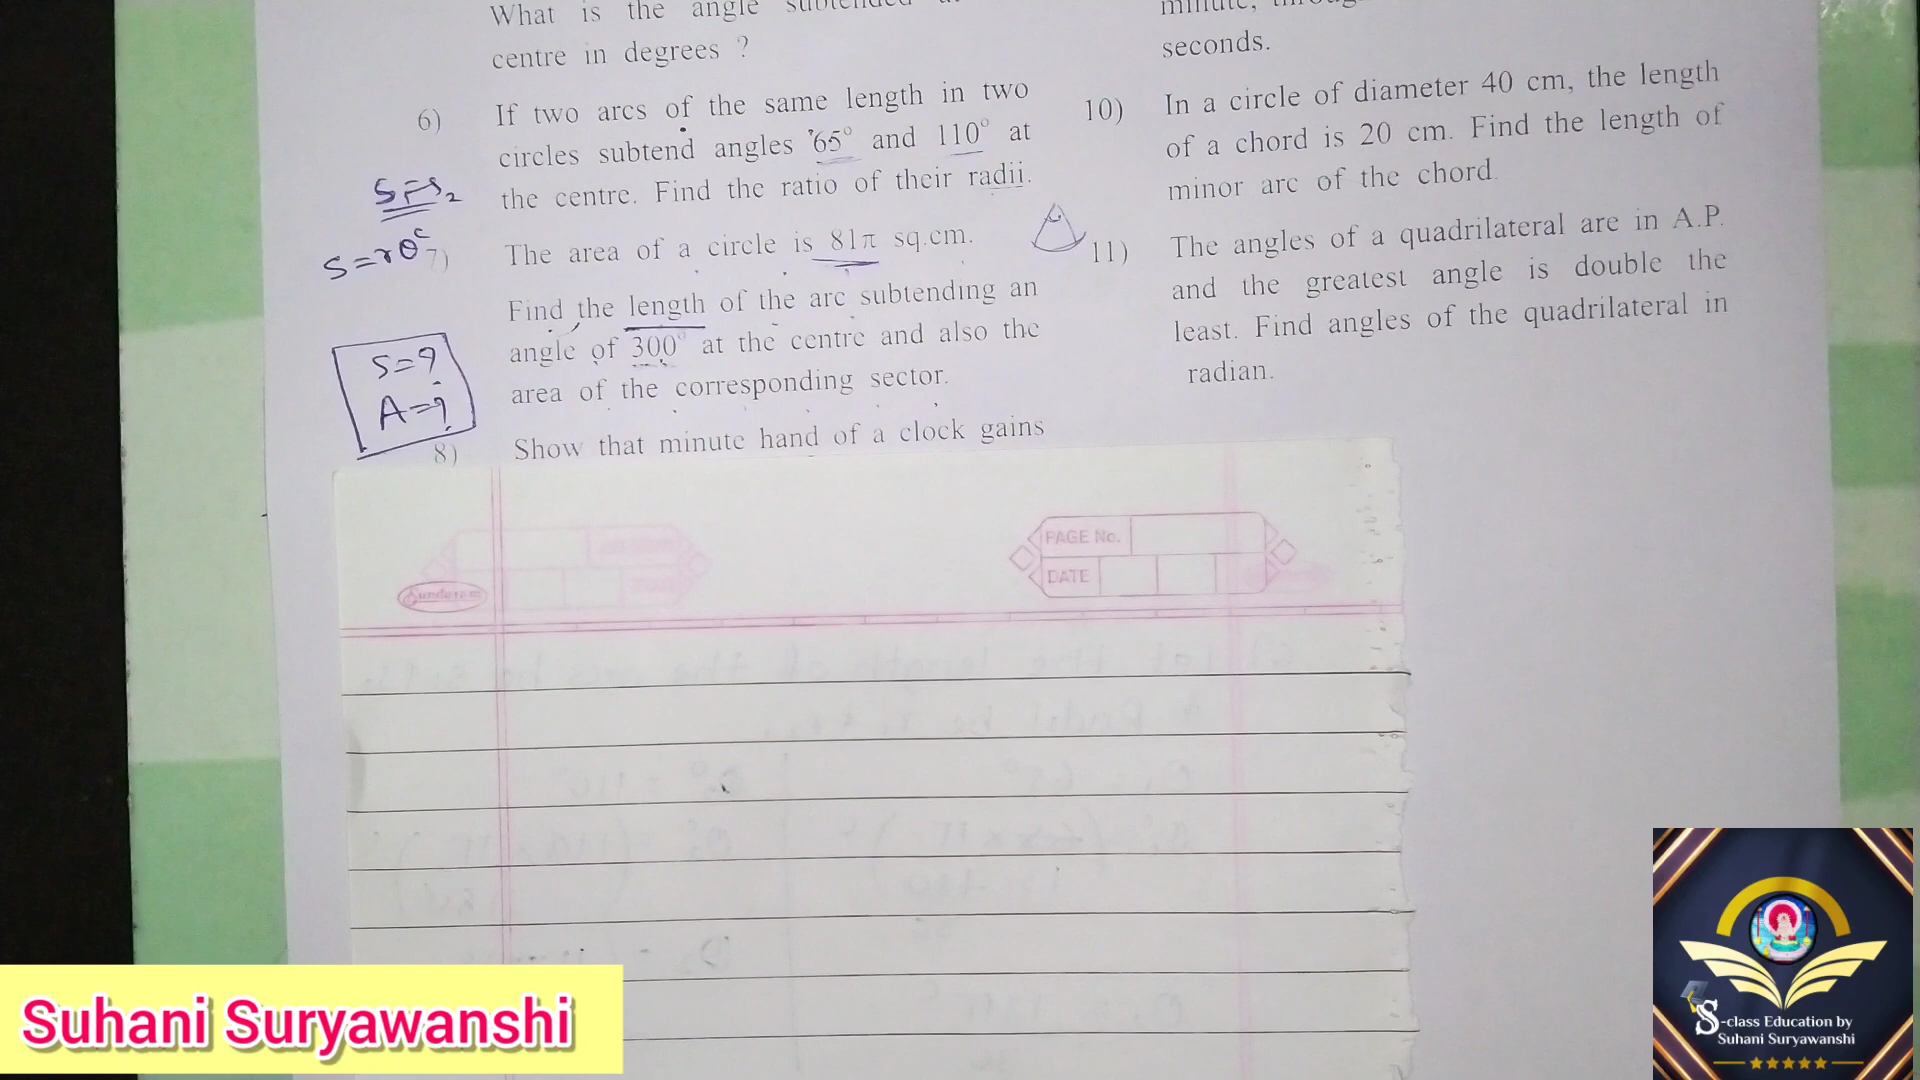 What is the angle subtended
centre in degrees ?
6) If two arcs of the same length in two
circles subtend angles 65° and 110° at
the centre. Find the ratio of their radii.
S=S₂
S=rθᶜ
7) The area of a circle is 81π sq.cm.
Find the length of the arc subtending an
angle of 300° at the centre and also the
area of the corresponding sector.
S=?
A=?
8) Show that minute hand of a clock gains
minute,
seconds.
10) In a circle of diameter 40 cm, the length
of a chord is 20 cm. Find the length of
minor arc of the chord.
11) The angles of a quadrilateral are in A.P.
and the greatest angle is double the
least. Find angles of the quadrilateral in
radian.
Sundaram
PAGE No.
DATE
Suhani Suryawanshi
S-class Education by
Suhani Suryawanshi